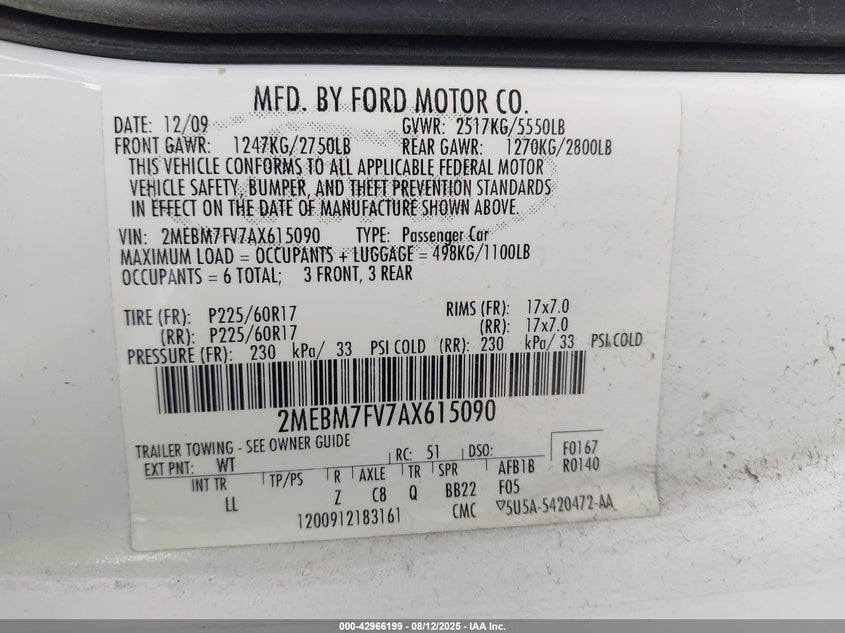 MFD. BY FORD MOTOR CO.
DATE: 12/09 GVWR: 2517KG/5550LB
FRONT GAWR: 1247KG/2750LB REAR GAWR: 1270KG/2800LB
THIS VEHICLE CONFORMS TO ALL APPLICABLE FEDERAL MOTOR
VEHICLE SAFETY, BUMPER, AND THEFT PREVENTION STANDARDS
IN EFFECT ON THE DATE OF MANUFACTURE SHOWN ABOVE.
VIN: 2MEBM7FV7AX615090 TYPE: Passenger Car
MAXIMUM LOAD = OCCUPANTS + LUGGAGE = 498KG/1100LB
OCCUPANTS = 6 TOTAL; 3 FRONT, 3 REAR
TIRE (FR): P225/60R17 RIMS (FR): 17x7.0
(RR): P225/60R17 (RR): 17x7.0
PRESSURE (FR): 230 kPa/ 33 PSI COLD (RR): 230 kPa/ 33 PSI COLD
2MEBM7FV7AX615090
TRAILER TOWING - SEE OWNER GUIDE
EXT PNT: WT RC: 51 DSO: F0167
R0140
INT TR TP/PS R AXLE TR SPR AFB1B
LL Z C8 Q BB22 F05
1200912183161 CMC ▽5U5A-5420472-AA
000-42966199 - 08/12/2025 - IAA Inc.